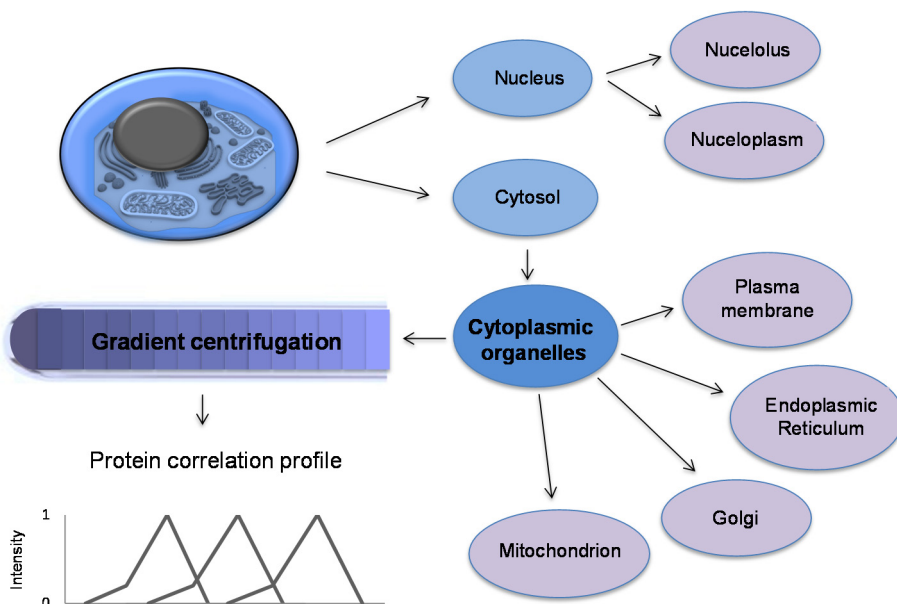 Nucleus
Nucelolus
Nuceloplasm
Cytosol
Plasma
membrane
Cytoplasmic
organelles
Gradient centrifugation
Endoplasmic
Reticulum
Protein correlation profile
Golgi
Mitochondrion
1
Intensity
0